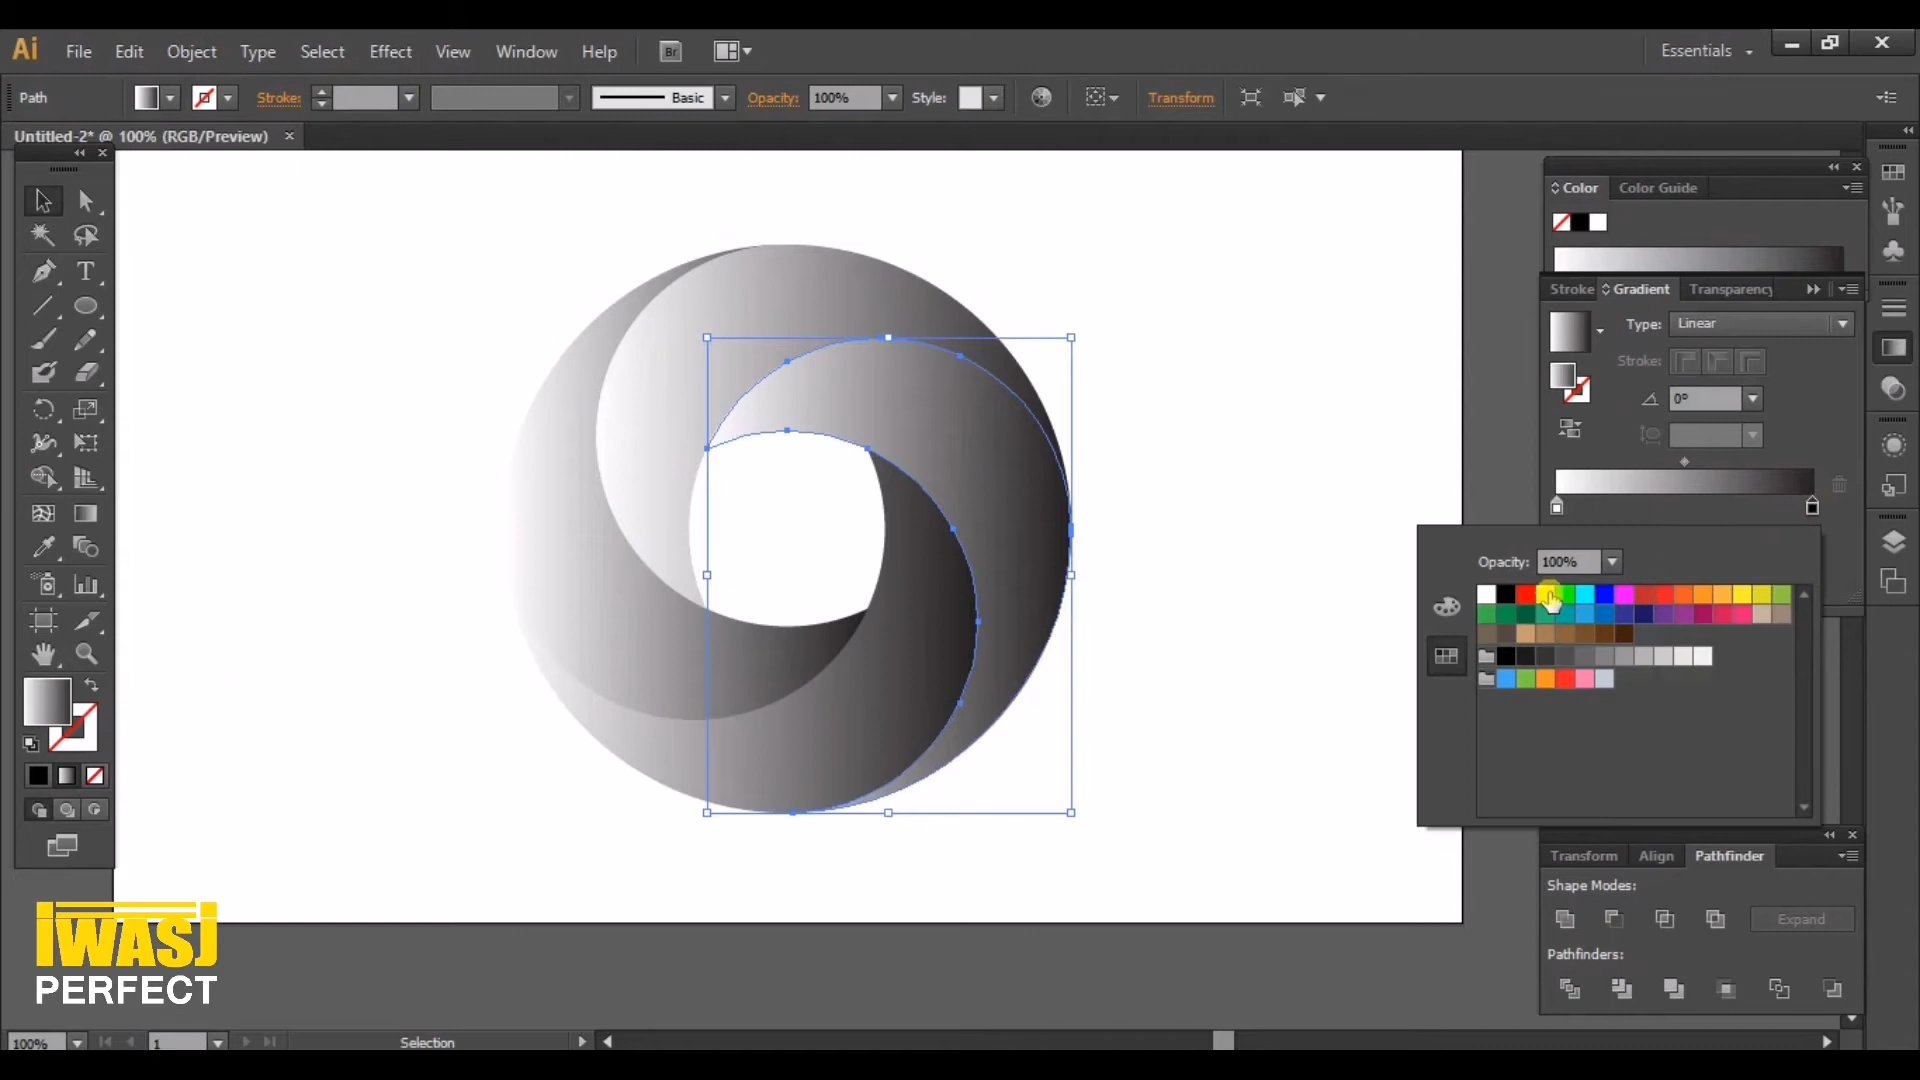 Ai File Edit Object Type Select Effect View Window Help Br Essentials
Path Stroke: Basic Opacity: 100% Style: Transform
Untitled-2* @ 100% (RGB/Preview)
Color Color Guide
Stroke Gradient Transparency
Type: Linear
Stroke:
0°
Opacity: 100%
Transform Align Pathfinder
Shape Modes:
Expand
Pathfinders:
iWASJ
PERFECT
100% 1 Selection